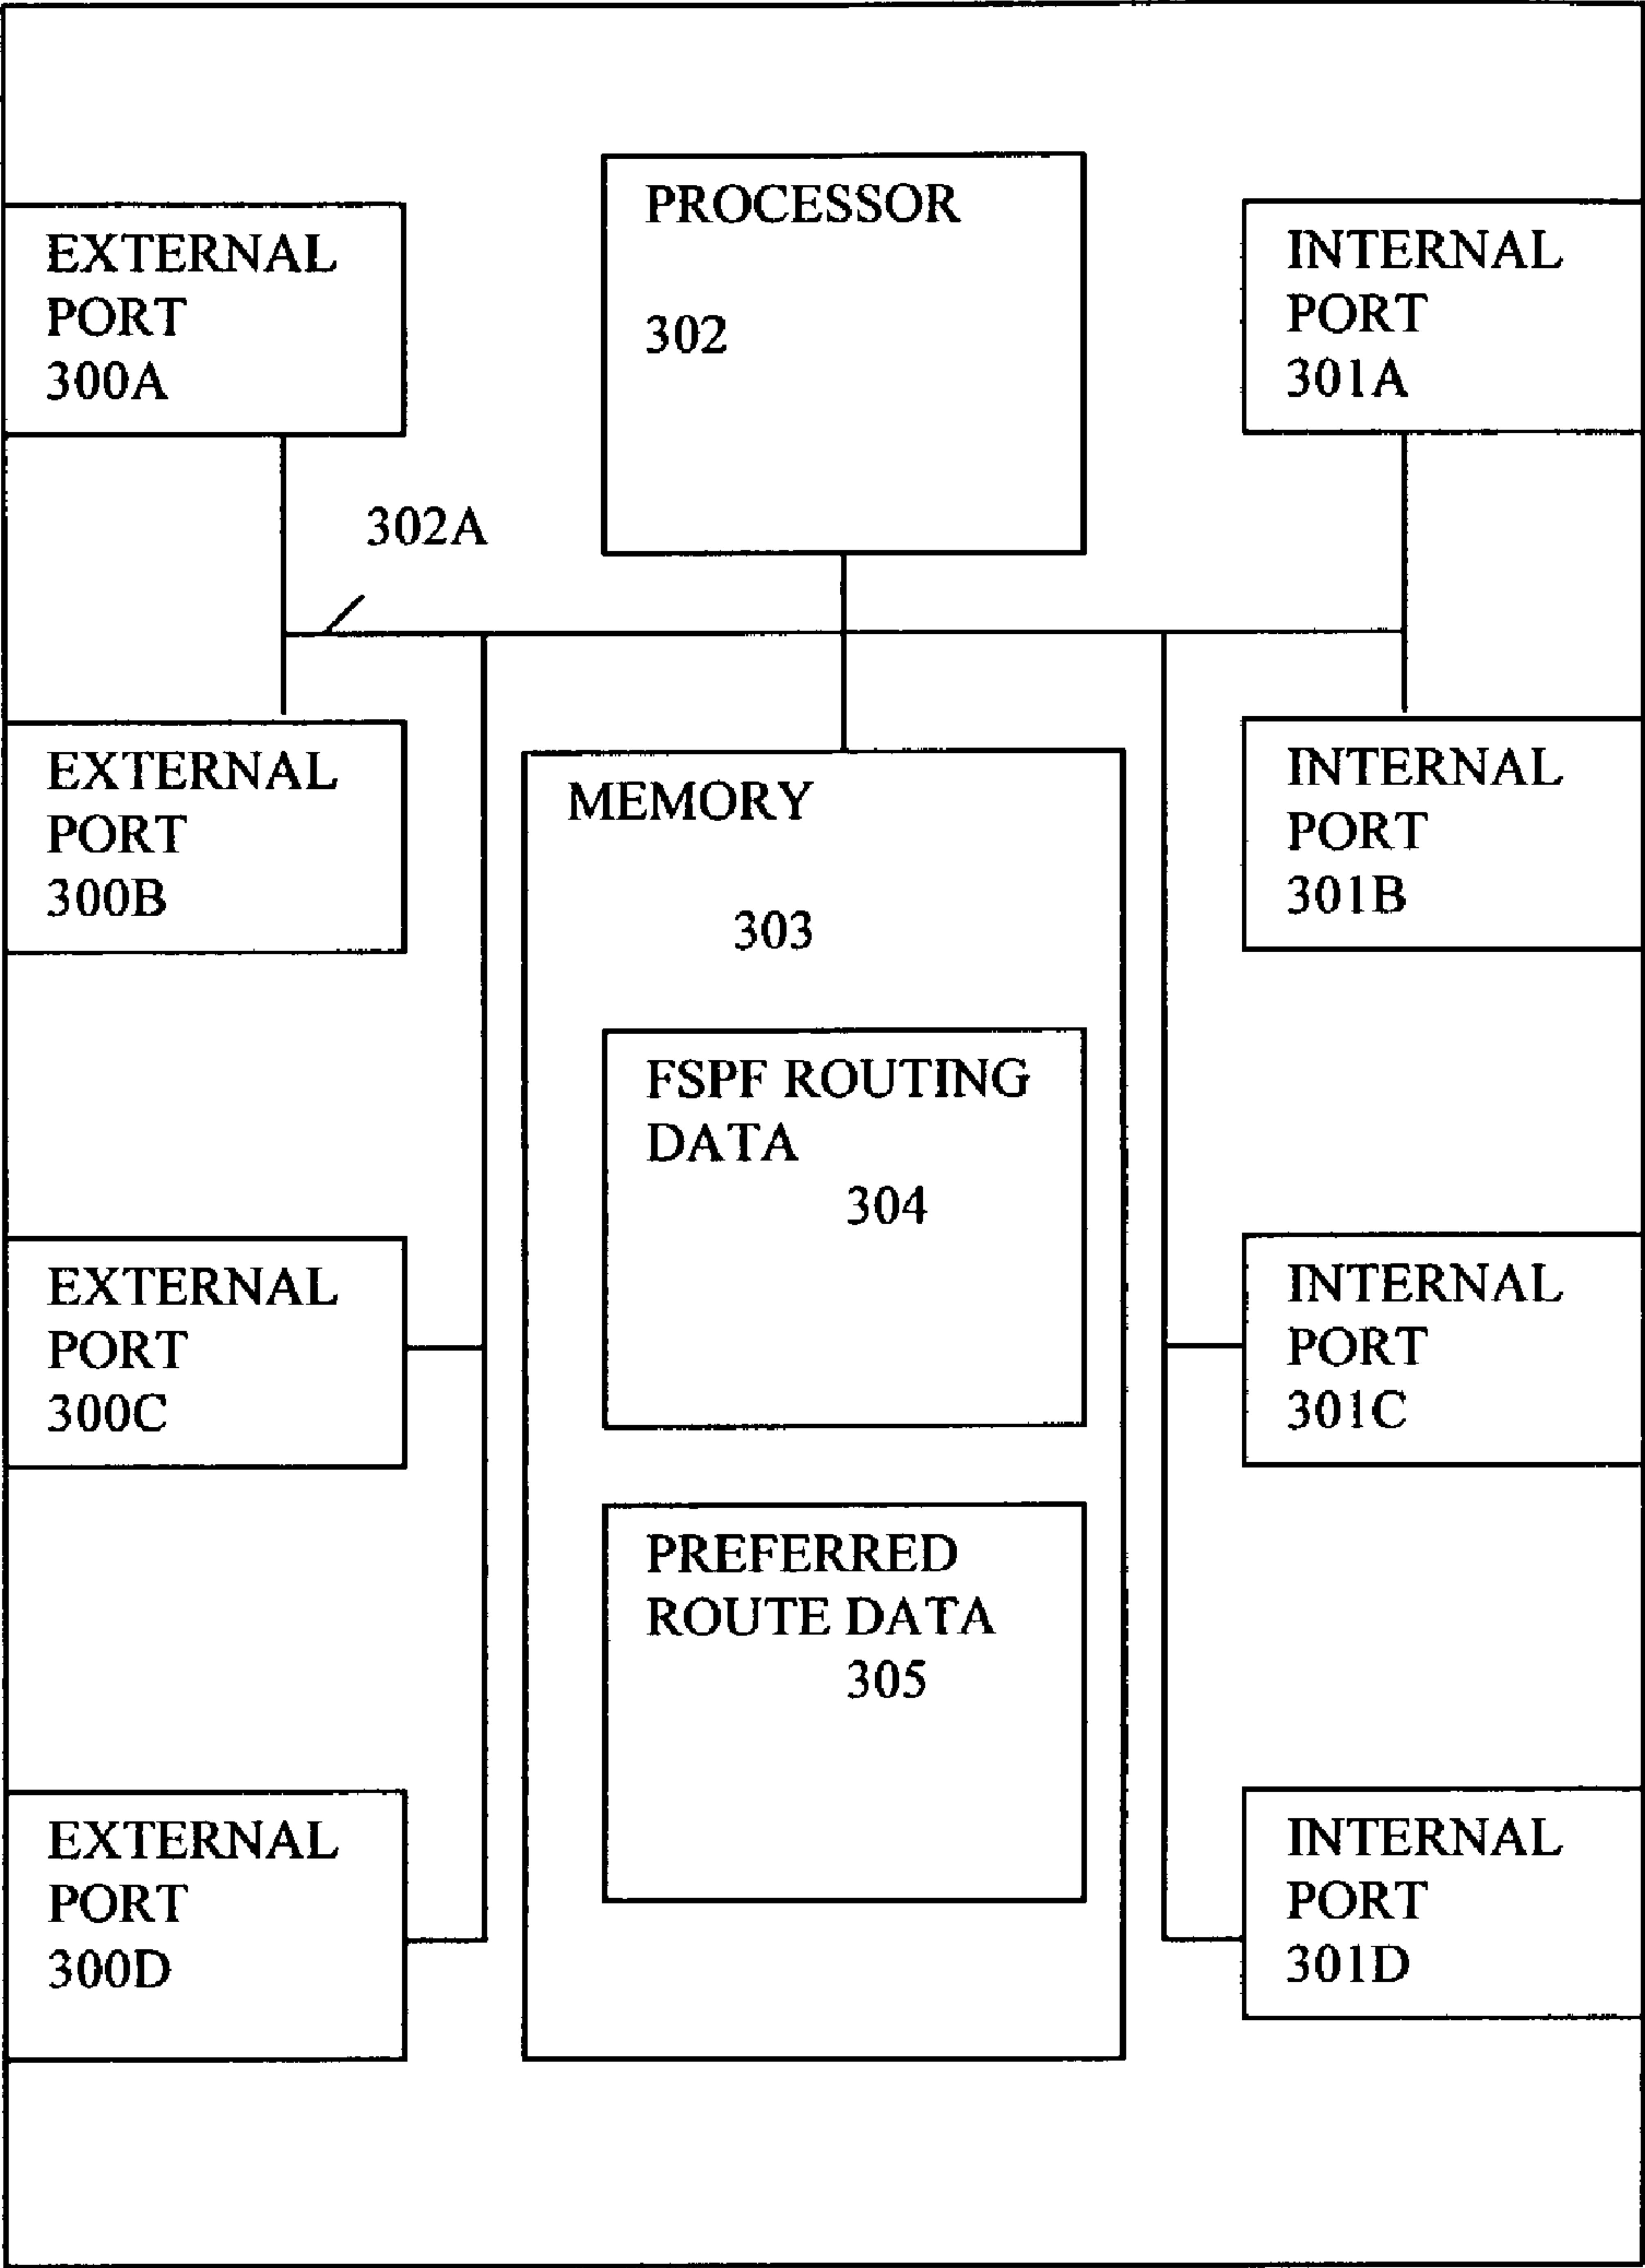 PROCESSOR
302
EXTERNAL
PORT
300A
INTERNAL
PORT
301A
302A
EXTERNAL
PORT
300B
MEMORY
303
INTERNAL
PORT
301B
FSPF ROUTING
DATA
304
EXTERNAL
PORT
300C
INTERNAL
PORT
301C
PREFERRED
ROUTE DATA
305
EXTERNAL
PORT
300D
INTERNAL
PORT
301D